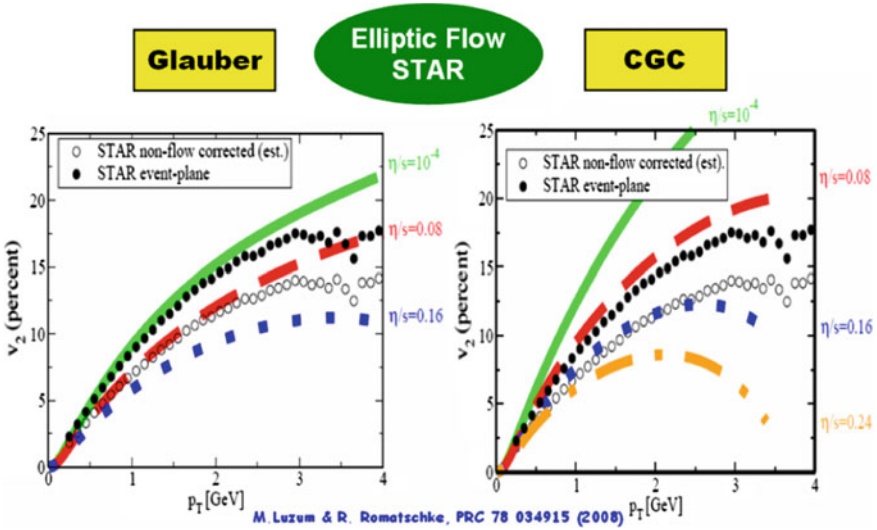 Glauber
Elliptic Flow
STAR
CGC
25
20
15
10
5
0
v₂ (percent)
STAR non-flow corrected (est.)
STAR event-plane
η/s=10⁻⁴
η/s=0.08
η/s=0.16
0
1
2
3
4
p_T [GeV]
25
20
15
10
5
0
v₂ (percent)
STAR non-flow corrected (est).
STAR event-plane
η/s=10⁻⁴
η/s=0.08
η/s=0.16
η/s=0.24
0
1
2
3
4
p_T [GeV]
M.Luzum & R. Romatschke, PRC 78 034915 (2008)